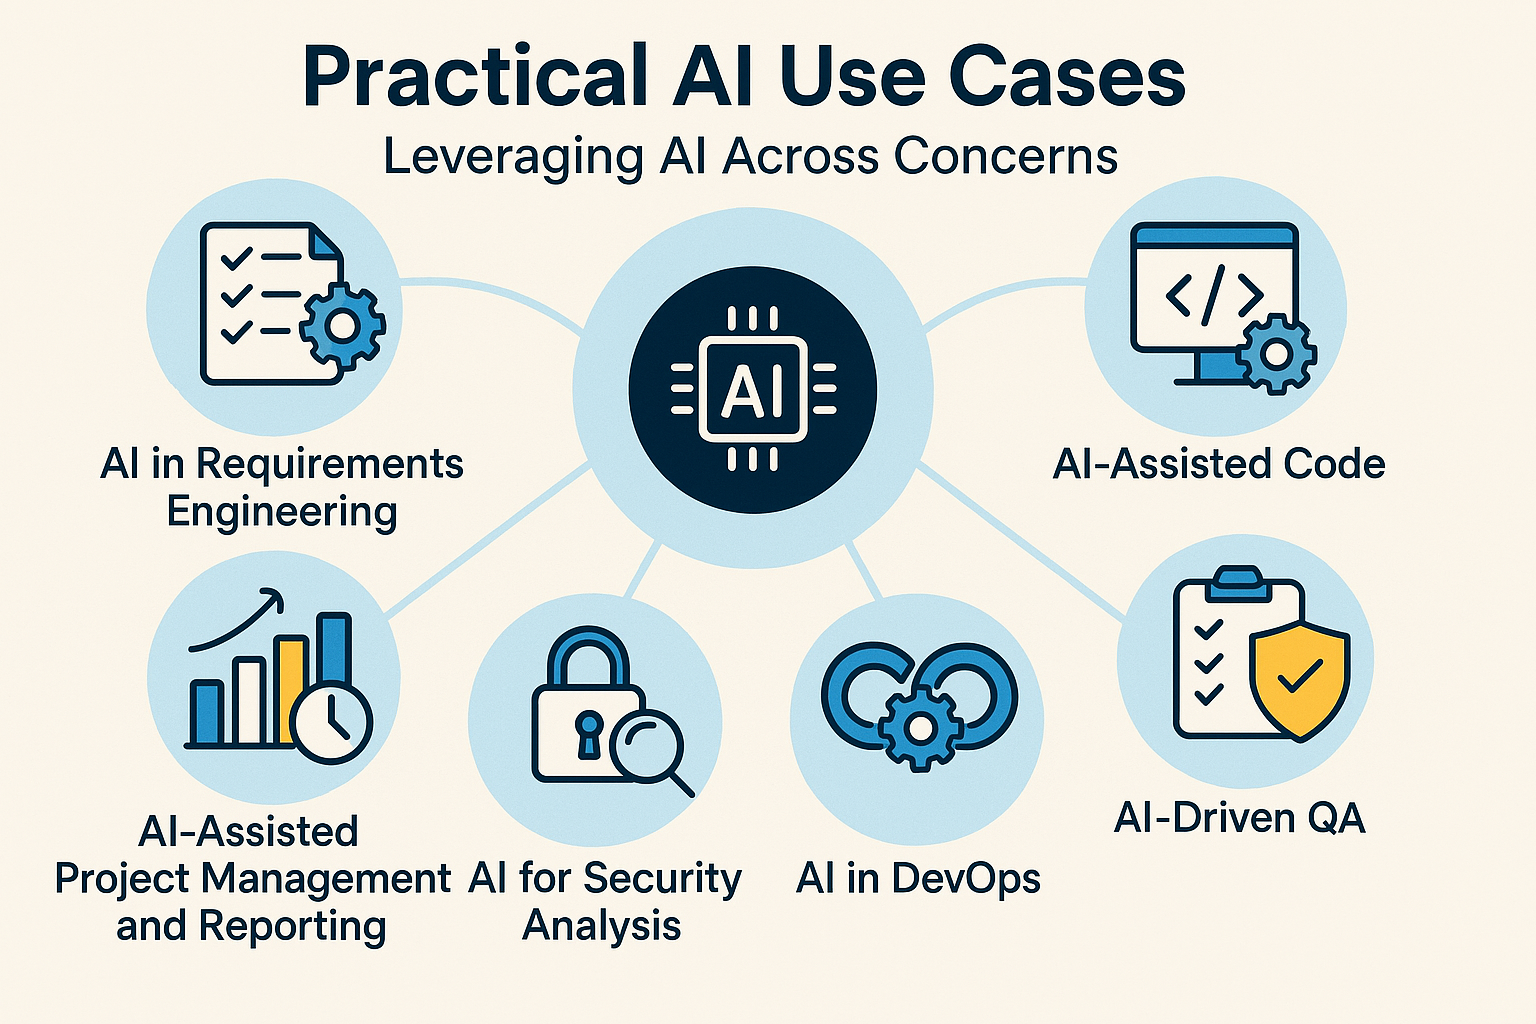 Practical AI Use Cases
Leveraging AI Across Concerns
AI
</>
AI in Requirements
Engineering
AI-Assisted Code
AI-Assisted
Project Management
and Reporting
AI for Security
Analysis
AI in DevOps
AI-Driven QA